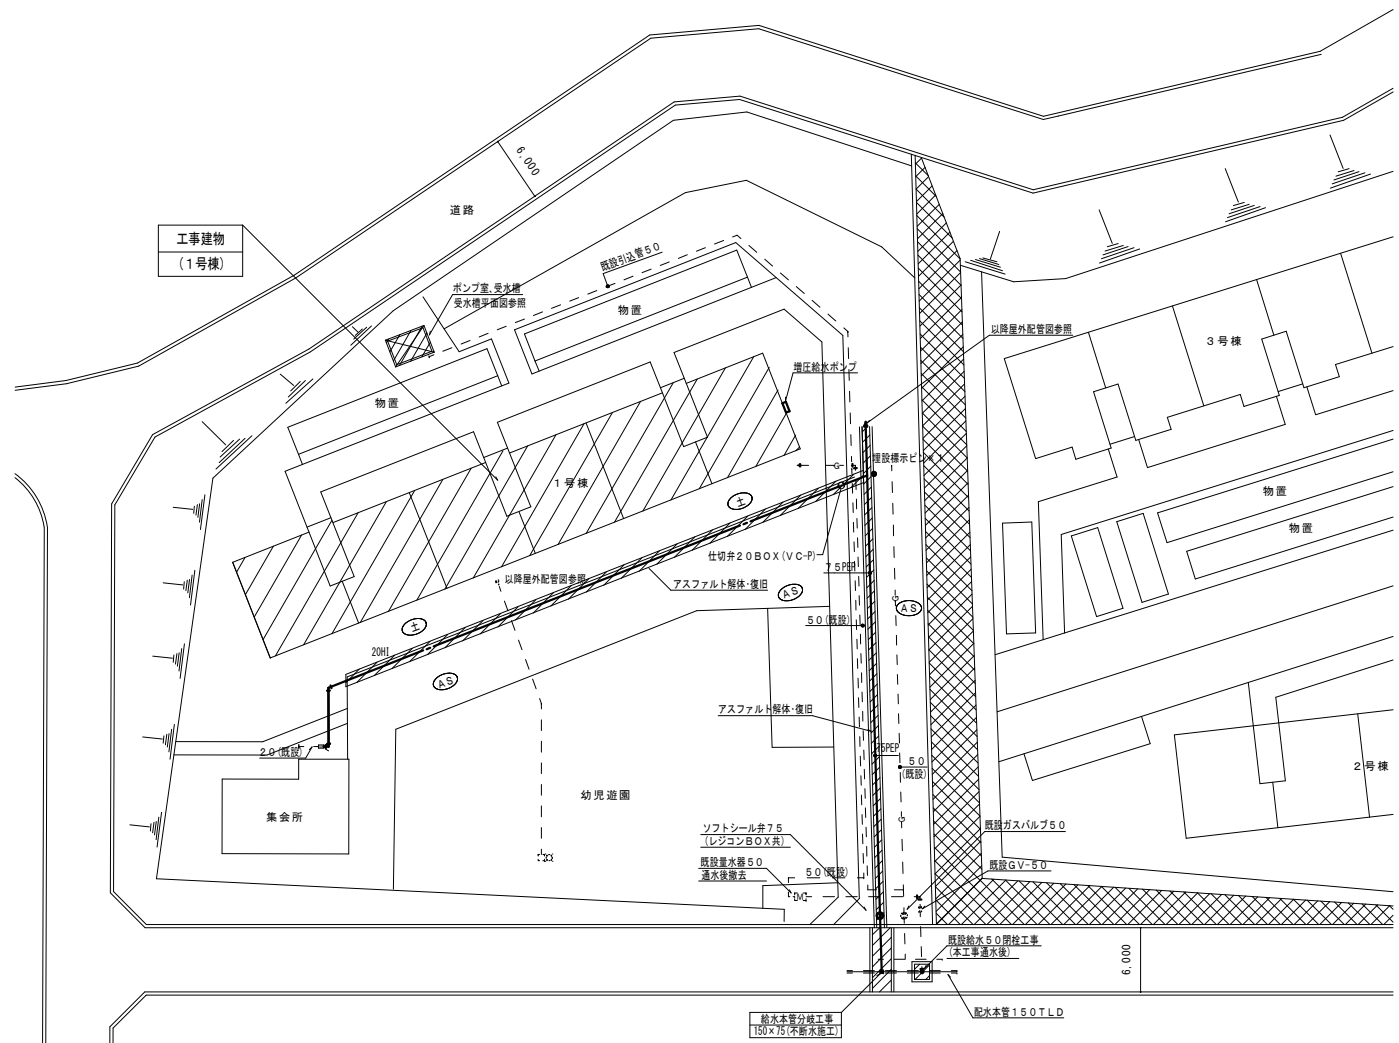 6,000
道路
工事建物
(1号棟)
既設引込管50
ポンプ室、受水槽
受水槽平面図参照
物置
以降屋外配管図参照
3号棟
増圧給水ポンプ
物置
埋設標示ピン×1
G
1号棟
物置
物置
土
仕切弁20BOX(VC-P)
75PEP
以降屋外配管図参照
アスファルト解体・復旧
AS
G
AS
土
50(既設)
20HI
AS
アスファルト解体・復旧
20(既設)
75PEP
50
(既設)
2号棟
幼児遊園
集会所
G
ソフトシール弁75
(レジコンBOX共)
既設ガスバルブ50
既設量水器50
通水後撤去
50(既設)
既設GV-50
M
既設給水50閉栓工事
(本工事通水後)
6,000
給水本管分岐工事
150×75(不断水施工)
配水本管150TLD